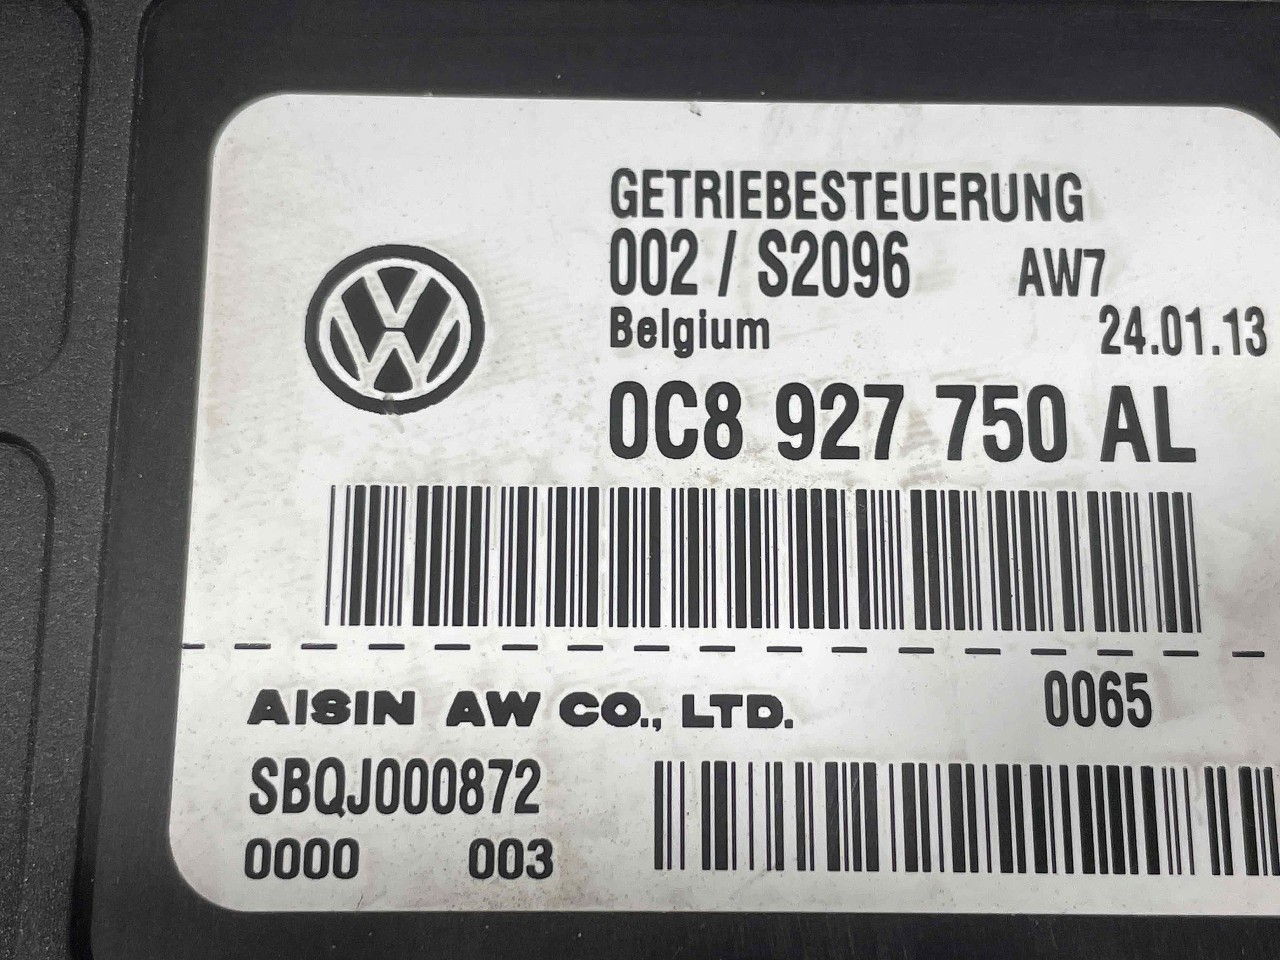 GETRIEBESTEUERUNG
002 / S2096 AW7
Belgium 24.01.13
0C8 927 750 AL
AISIN AW CO., LTD. 0065
SBQJ000872
0000 003